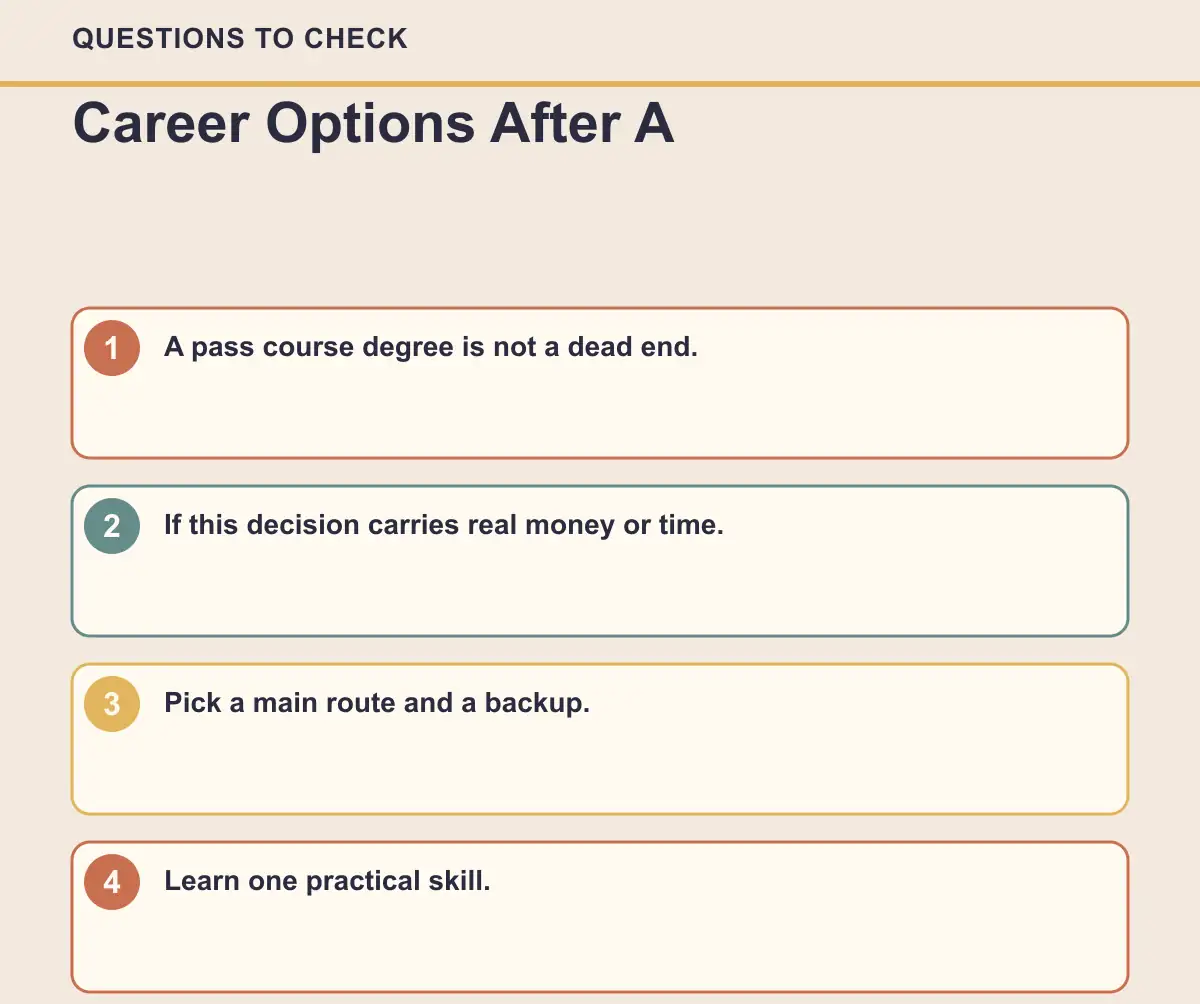 QUESTIONS TO CHECK
Career Options After A
1 A pass course degree is not a dead end.
2 If this decision carries real money or time.
3 Pick a main route and a backup.
4 Learn one practical skill.